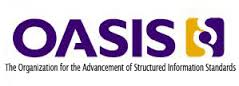 OASIS
The Organization for the Advancement of Structured Information Standards